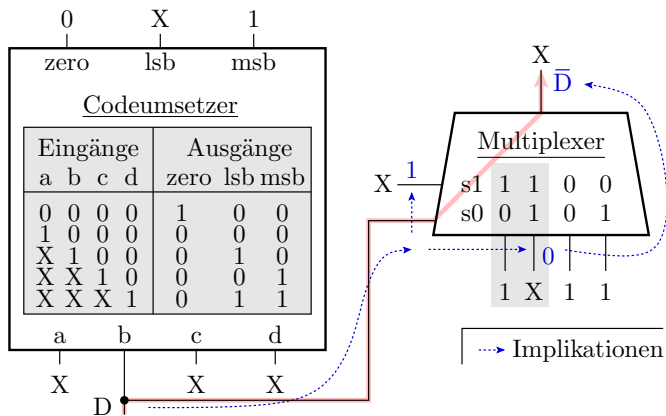 0 X 1
zero lsb msb
Codeumsetzer
Eingänge Ausgänge
a b c d zero lsb msb
0 0 0 0 1 0 0
1 0 0 0 0 0 0
X 1 0 0 0 1 0
X X 1 0 0 0 1
X X X 1 0 1 1
a b c d
X X X
D
X
D̅
Multiplexer
X 1
s1 1 1 0 0
s0 0 1 0 1
0
1 X 1 1
Implikationen